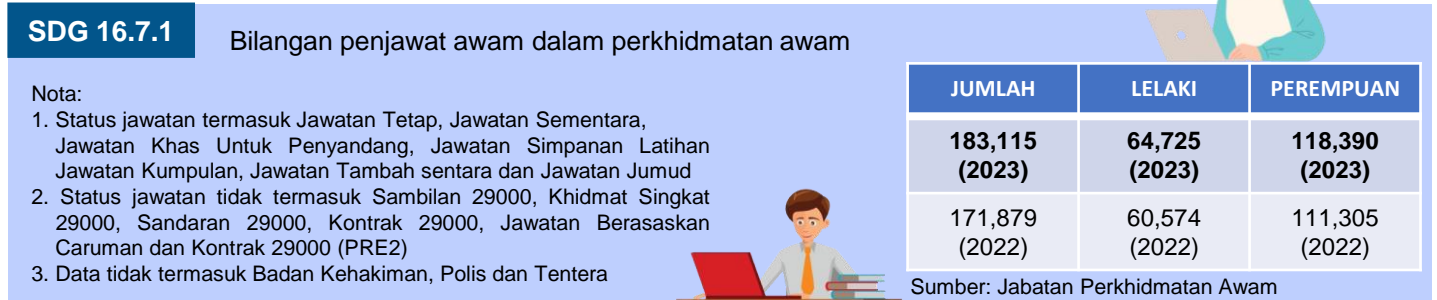 SDG 16.7.1
Bilangan penjawat awam dalam perkhidmatan awam
Nota:
1. Status jawatan termasuk Jawatan Tetap, Jawatan Sementara,
Jawatan Khas Untuk Penyandang, Jawatan Simpanan Latihan
Jawatan Kumpulan, Jawatan Tambah sentara dan Jawatan Jumud
2. Status jawatan tidak termasuk Sambilan 29000, Khidmat Singkat
29000, Sandaran 29000, Kontrak 29000, Jawatan Berasaskan
Caruman dan Kontrak 29000 (PRE2)
3. Data tidak termasuk Badan Kehakiman, Polis dan Tentera
JUMLAH LELAKI PEREMPUAN
183,115 64,725 118,390
(2023) (2023) (2023)
171,879 60,574 111,305
(2022) (2022) (2022)
Sumber: Jabatan Perkhidmatan Awam